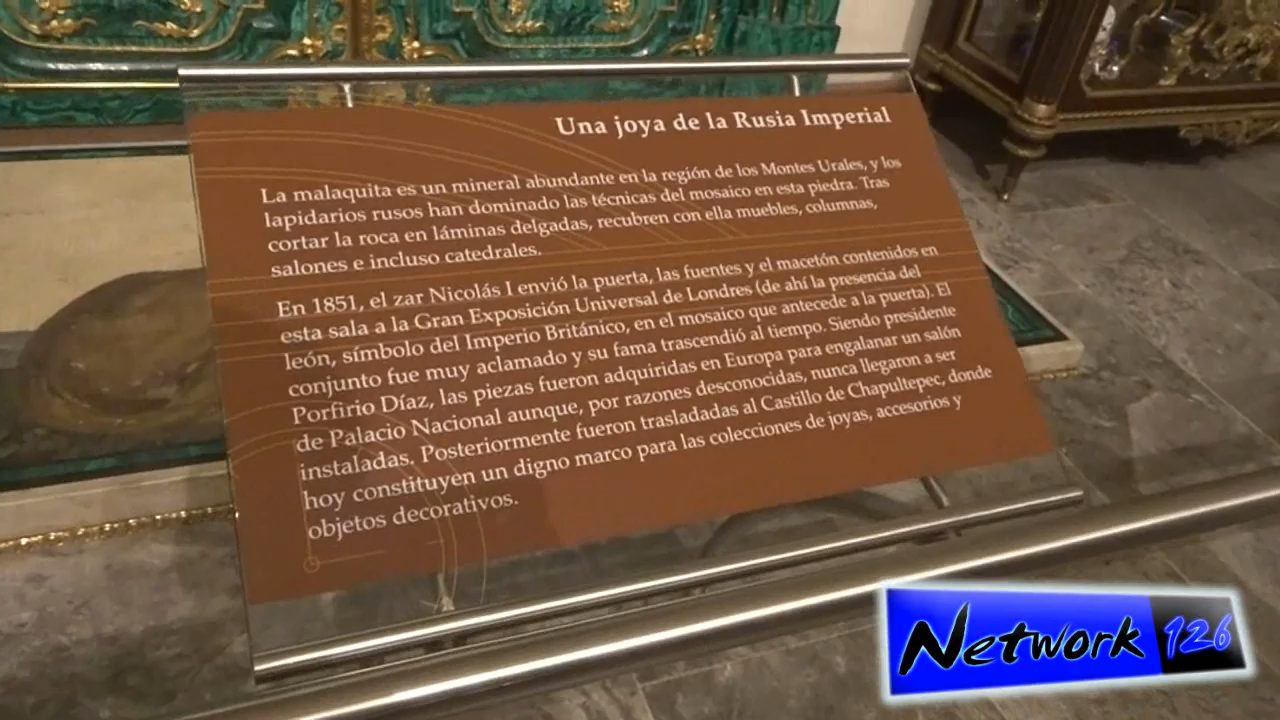 Una joya de la Rusia Imperial
La malaquita es un mineral abundante en la región de los Montes Urales, y los
lapidarios rusos han dominado las técnicas del mosaico en esta piedra. Tras
cortar la roca en láminas delgadas, recubren con ella muebles, columnas,
salones e incluso catedrales.
En 1851, el zar Nicolás I envió la puerta, las fuentes y el macetón contenidos en
esta sala a la Gran Exposición Universal de Londres (de ahí la presencia del
león, símbolo del Imperio Británico, en el mosaico que antecede a la puerta). El
conjunto fue muy aclamado y su fama trascendió al tiempo. Siendo presidente
Porfirio Díaz, las piezas fueron adquiridas en Europa para engalanar un salón
de Palacio Nacional aunque, por razones desconocidas, nunca llegaron a ser
instaladas. Posteriormente fueron trasladadas al Castillo de Chapultepec, donde
hoy constituyen un digno marco para las colecciones de joyas, accesorios y
objetos decorativos.
Network 126